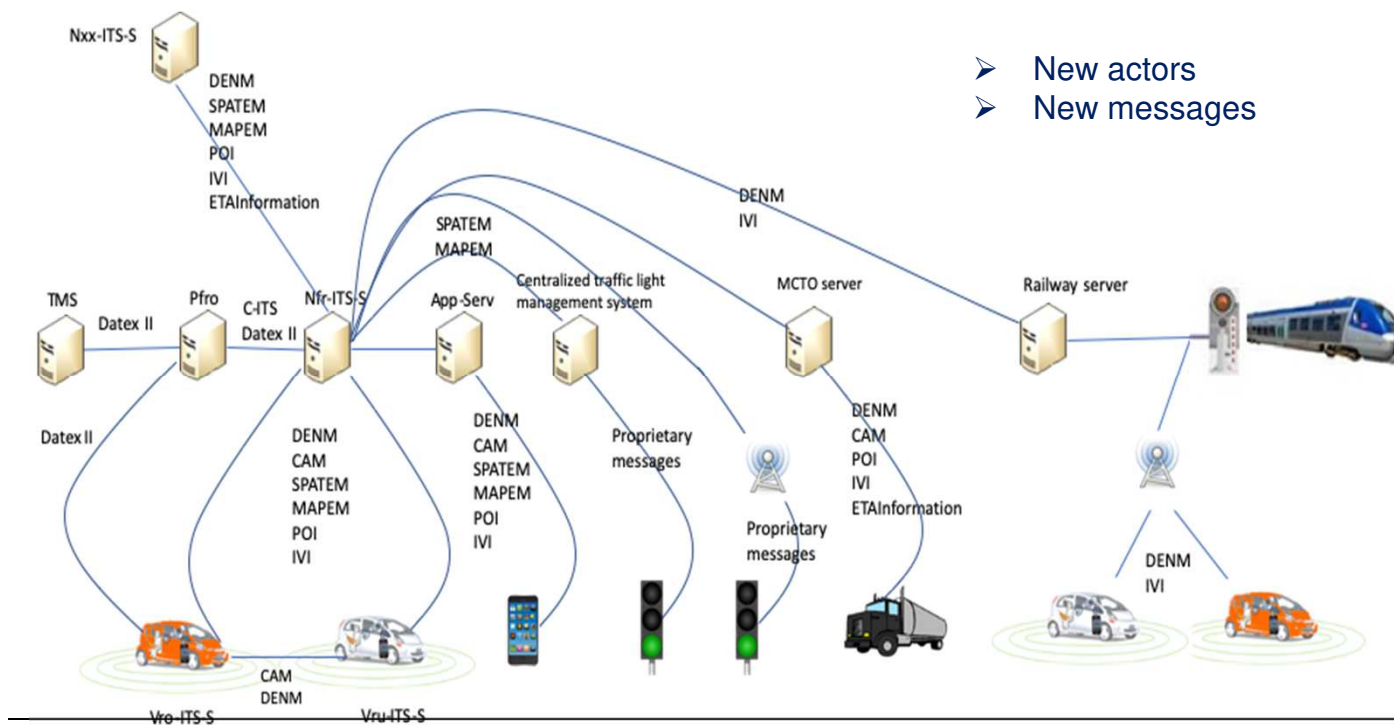 Nxx-ITS-S
DENM
SPATEM
MAPEM
POI
IVI
ETAInformation
➢ New actors
➢ New messages
DENM
IVI
SPATEM
MAPEM
TMS
Datex II
Pfro
C-ITS
Datex II
Nfr-ITS-S
App-Serv
Centralized traffic light
management system
MCTO server
Railway server
Datex II
DENM
CAM
SPATEM
MAPEM
POI
IVI
DENM
CAM
SPATEM
MAPEM
POI
IVI
Proprietary
messages
Proprietary
messages
DENM
CAM
POI
IVI
ETAInformation
DENM
IVI
CAM
DENM
Vro-ITS-S
Vru-ITS-S